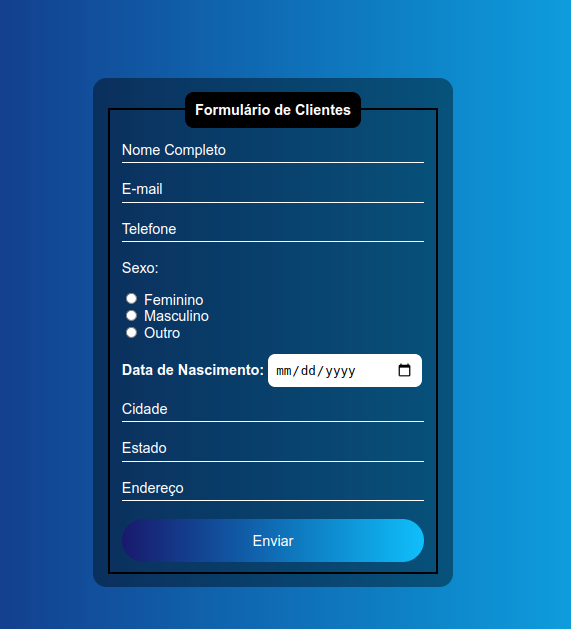 Formulário de Clientes
Nome Completo
E-mail
Telefone
Sexo:
Feminino
Masculino
Outro
Data de Nascimento: mm/dd/yyyy
Cidade
Estado
Endereço
Enviar